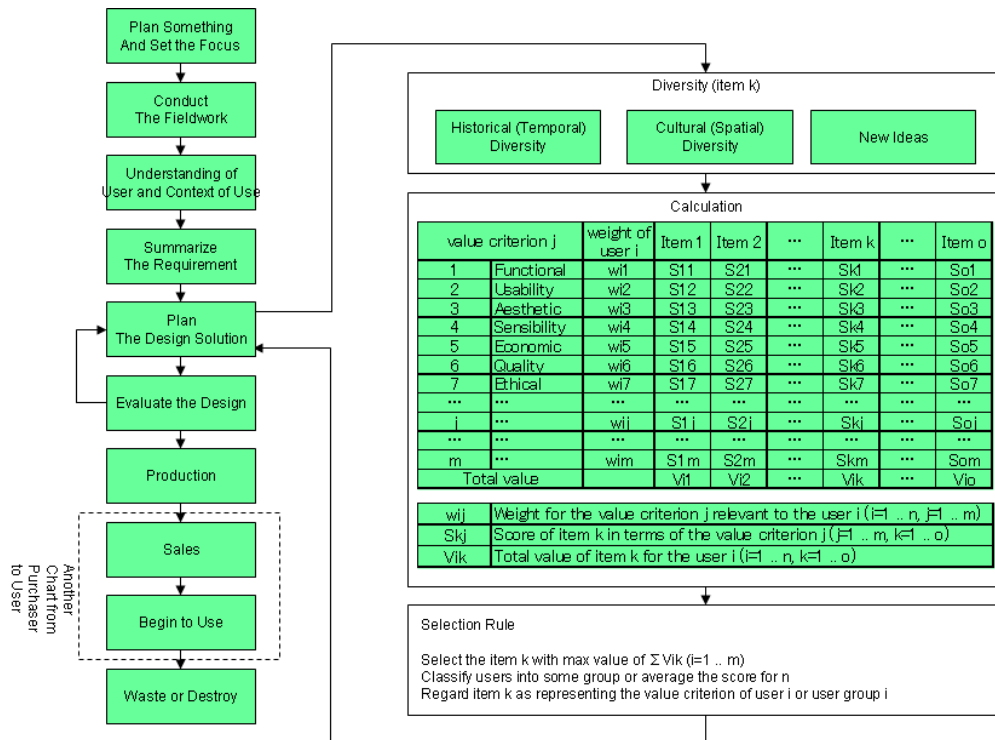 Plan Something
And Set the Focus
Conduct
The Fieldwork
Understanding of
User and Context of Use
Summarize
The Requirement
Plan
The Design Solution
Evaluate the Design
Production
Sales
Begin to Use
Another
Chart from
Purchaser
to User
Waste or Destroy
Diversity (item k)
Historical (Temporal)
Diversity
Cultural (Spatial)
Diversity
New Ideas
Calculation
value criterion j weight of user i Item 1 Item 2 ... Item k ... Item o
1 Functional wi1 S11 S21 ... Sk1 ... So1
2 Usability wi2 S12 S22 ... Sk2 ... So2
3 Aesthetic wi3 S13 S23 ... Sk3 ... So3
4 Sensibility wi4 S14 S24 ... Sk4 ... So4
5 Economic wi5 S15 S25 ... Sk5 ... So5
6 Quality wi6 S16 S26 ... Sk6 ... So6
7 Ethical wi7 S17 S27 ... Sk7 ... So7
... ... ... ... ... ... ... ...
j ... wij S1j S2j ... Skj ... Soj
... ... ... ... ... ... ... ...
m ... wim S1m S2m ... Skm ... Som
Total value Vi1 Vi2 ... Vik ... Vio
wij Weight for the value criterion j relevant to the user i (i=1 .. n, j=1 .. m)
Skj Score of item k in terms of the value criterion j (j=1 .. m, k=1 .. o)
Vik Total value of item k for the user i (i=1 .. n, k=1 .. o)
Selection Rule
Select the item k with max value of Σ Vik (i=1 .. m)
Classify users into some group or average the score for n
Regard item k as representing the value criterion of user i or user group i